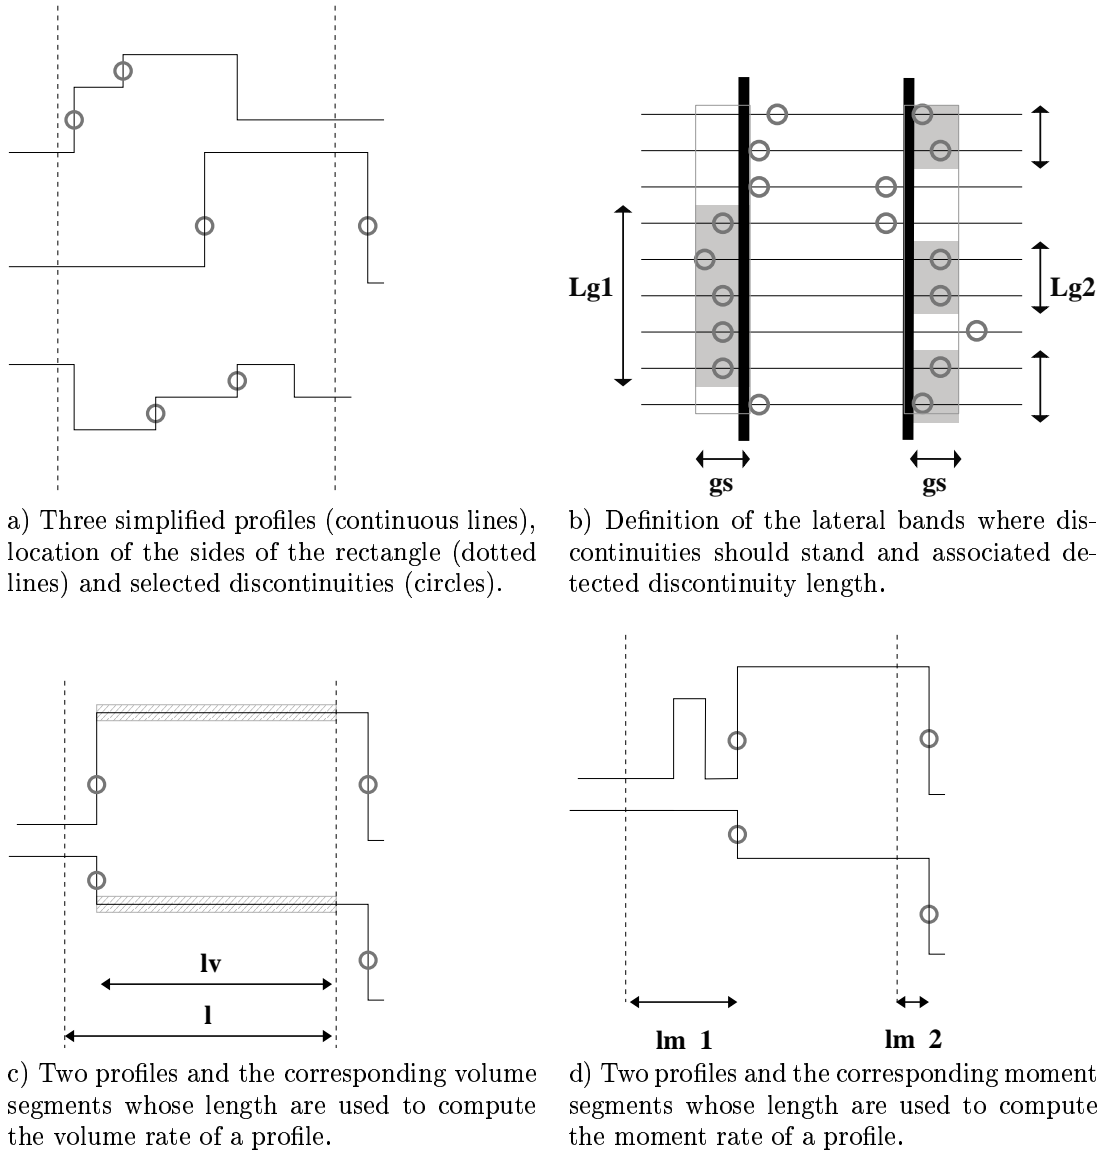 Lg1
Lg2
gs
gs
a) Three simplified profiles (continuous lines),
location of the sides of the rectangle (dotted
lines) and selected discontinuities (circles).
b) Definition of the lateral bands where dis-
continuities should stand and associated de-
tected discontinuity length.
lv
l
lm 1
lm 2
c) Two profiles and the corresponding volume
segments whose length are used to compute
the volume rate of a profile.
d) Two profiles and the corresponding moment
segments whose length are used to compute
the moment rate of a profile.